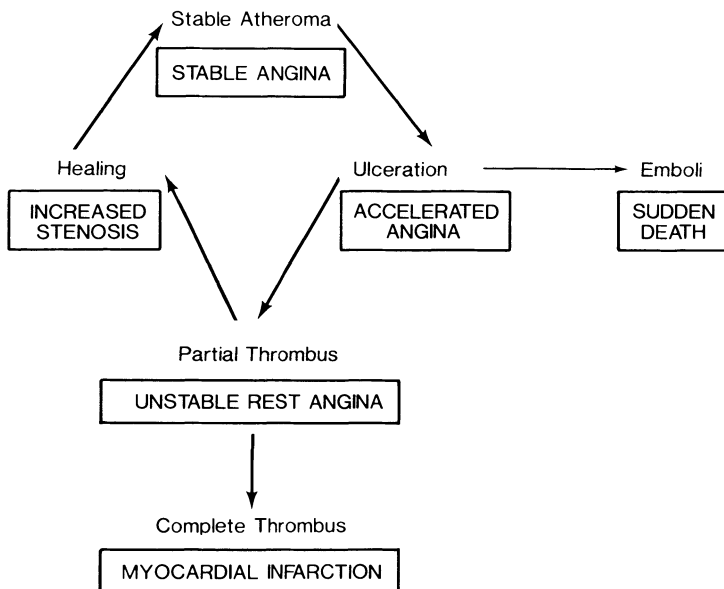 Stable Atheroma
STABLE ANGINA
Healing
INCREASED
STENOSIS
Ulceration
ACCELERATED
ANGINA
Emboli
SUDDEN
DEATH
Partial Thrombus
UNSTABLE REST ANGINA
Complete Thrombus
MYOCARDIAL INFARCTION